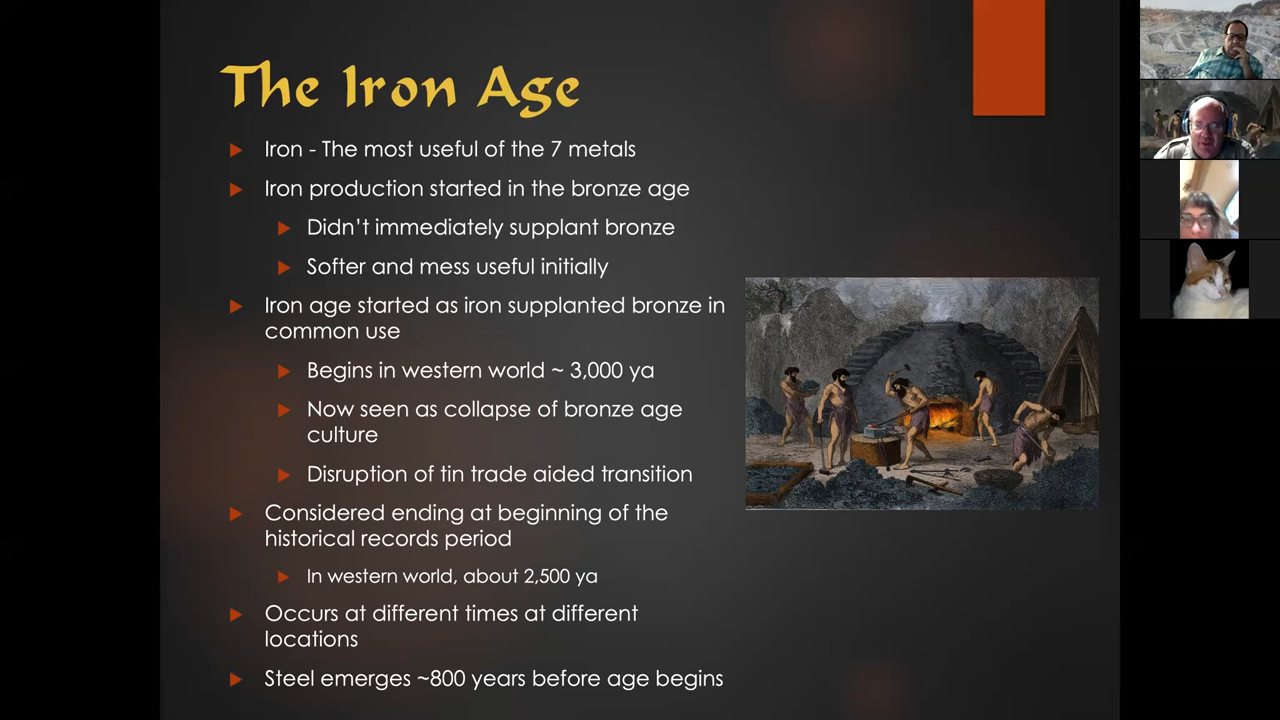 The Iron Age
Iron - The most useful of the 7 metals
Iron production started in the bronze age
Didn't immediately supplant bronze
Softer and mess useful initially
Iron age started as iron supplanted bronze in
common use
Begins in western world ~ 3,000 ya
Now seen as collapse of bronze age
culture
Disruption of tin trade aided transition
Considered ending at beginning of the
historical records period
In western world, about 2,500 ya
Occurs at different times at different
locations
Steel emerges ~800 years before age begins